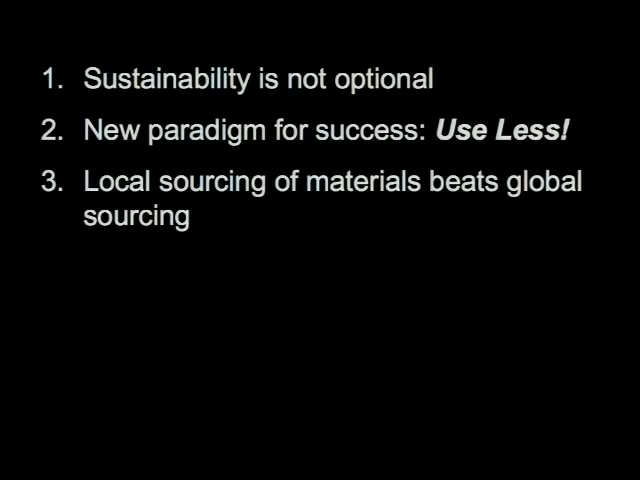 1. Sustainability is not optional
2. New paradigm for success: Use Less!
3. Local sourcing of materials beats global
sourcing